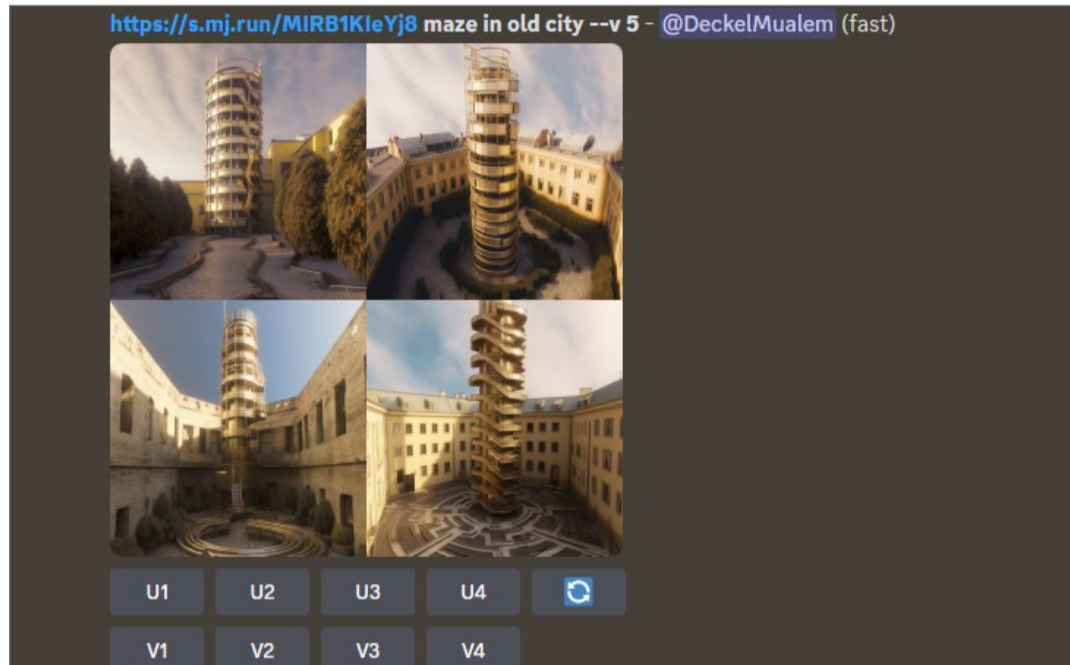 https://s.mj.run/MIRB1KIeYj8 maze in old city --v 5 - @DeckelMualem (fast)
U1 U2 U3 U4
V1 V2 V3 V4